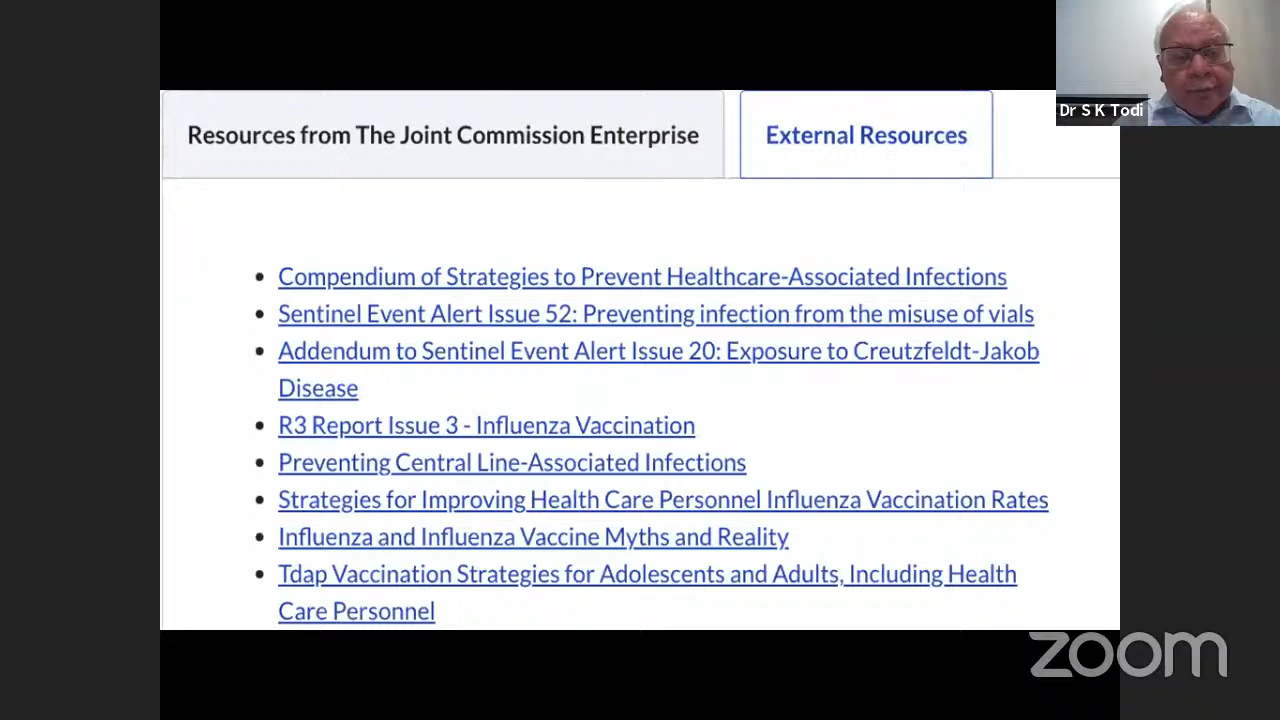 Dr S K Todi
Resources from The Joint Commission Enterprise
External Resources
• Compendium of Strategies to Prevent Healthcare-Associated Infections
• Sentinel Event Alert Issue 52: Preventing infection from the misuse of vials
• Addendum to Sentinel Event Alert Issue 20: Exposure to Creutzfeldt-Jakob
Disease
• R3 Report Issue 3 - Influenza Vaccination
• Preventing Central Line-Associated Infections
• Strategies for Improving Health Care Personnel Influenza Vaccination Rates
• Influenza and Influenza Vaccine Myths and Reality
• Tdap Vaccination Strategies for Adolescents and Adults, Including Health
Care Personnel
zoom